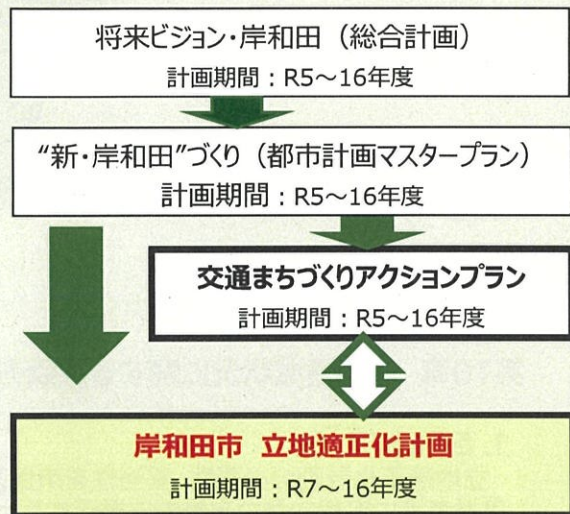 将来ビジョン・岸和田（総合計画）
計画期間：R5～16年度
“新・岸和田”づくり（都市計画マスタープラン）
計画期間：R5～16年度
交通まちづくりアクションプラン
計画期間：R5～16年度
岸和田市 立地適正化計画
計画期間：R7～16年度